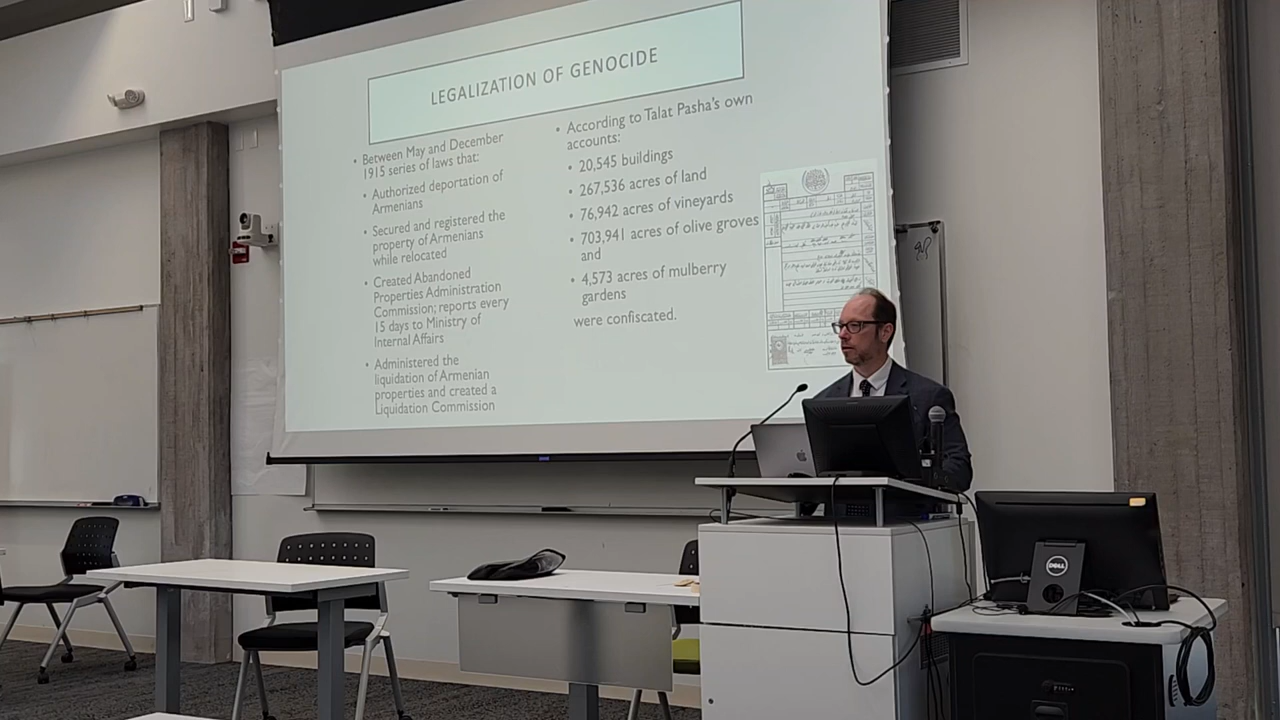 LEGALIZATION OF GENOCIDE
• Between May and December
1915 series of laws that:
• Authorized deportation of
Armenians
• Secured and registered the
property of Armenians
while relocated
• Created Abandoned
Properties Administration
Commission; reports every
15 days to Ministry of
Internal Affairs
• Administered the
liquidation of Armenian
properties and created a
Liquidation Commission
• According to Talat Pasha's own
accounts:
• 20,545 buildings
• 267,536 acres of land
• 76,942 acres of vineyards
• 703,941 acres of olive groves
and
• 4,573 acres of mulberry
gardens
were confiscated.
DELL